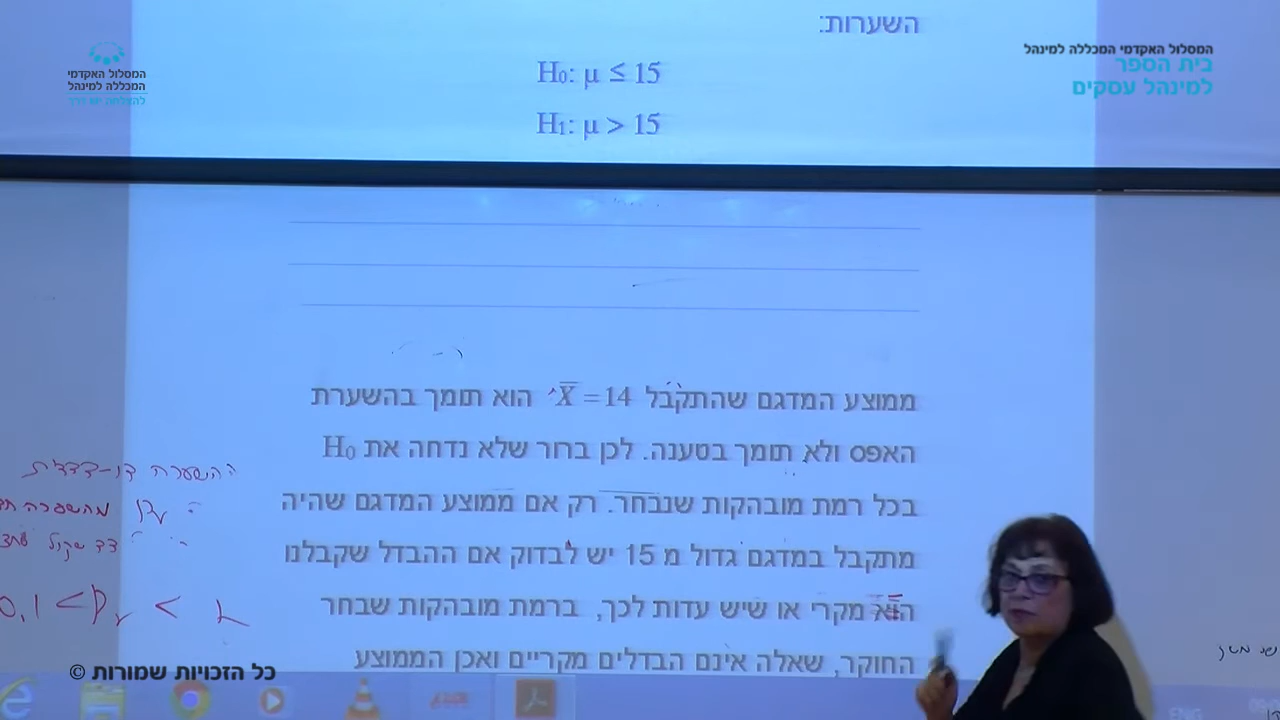 השערות:
המסלול האקדמי המכללה למינהל
בית הספר
למינהל עסקים
המסלול האקדמי
המכללה למינהל
H₀: μ ≤ 15
H₁: μ > 15
ממוצע המדגם שהתקבל X̅ = 14 הוא תומך בהשערת
האפס ולא תומך בטענה. לכן ברור שלא נדחה את H₀
בכל רמת מובהקות שנבחר. רק אם ממוצע המדגם שהיה
מתקבל במדגם גדול מ 15 יש לבדוק אם ההבדל שקבלנו
הוא מקרי או שיש עדות לכך, ברמת מובהקות שבחר
החוקר, שאלה אינם הבדלים מקריים ואכן הממוצע
© כל הזכויות שמורות